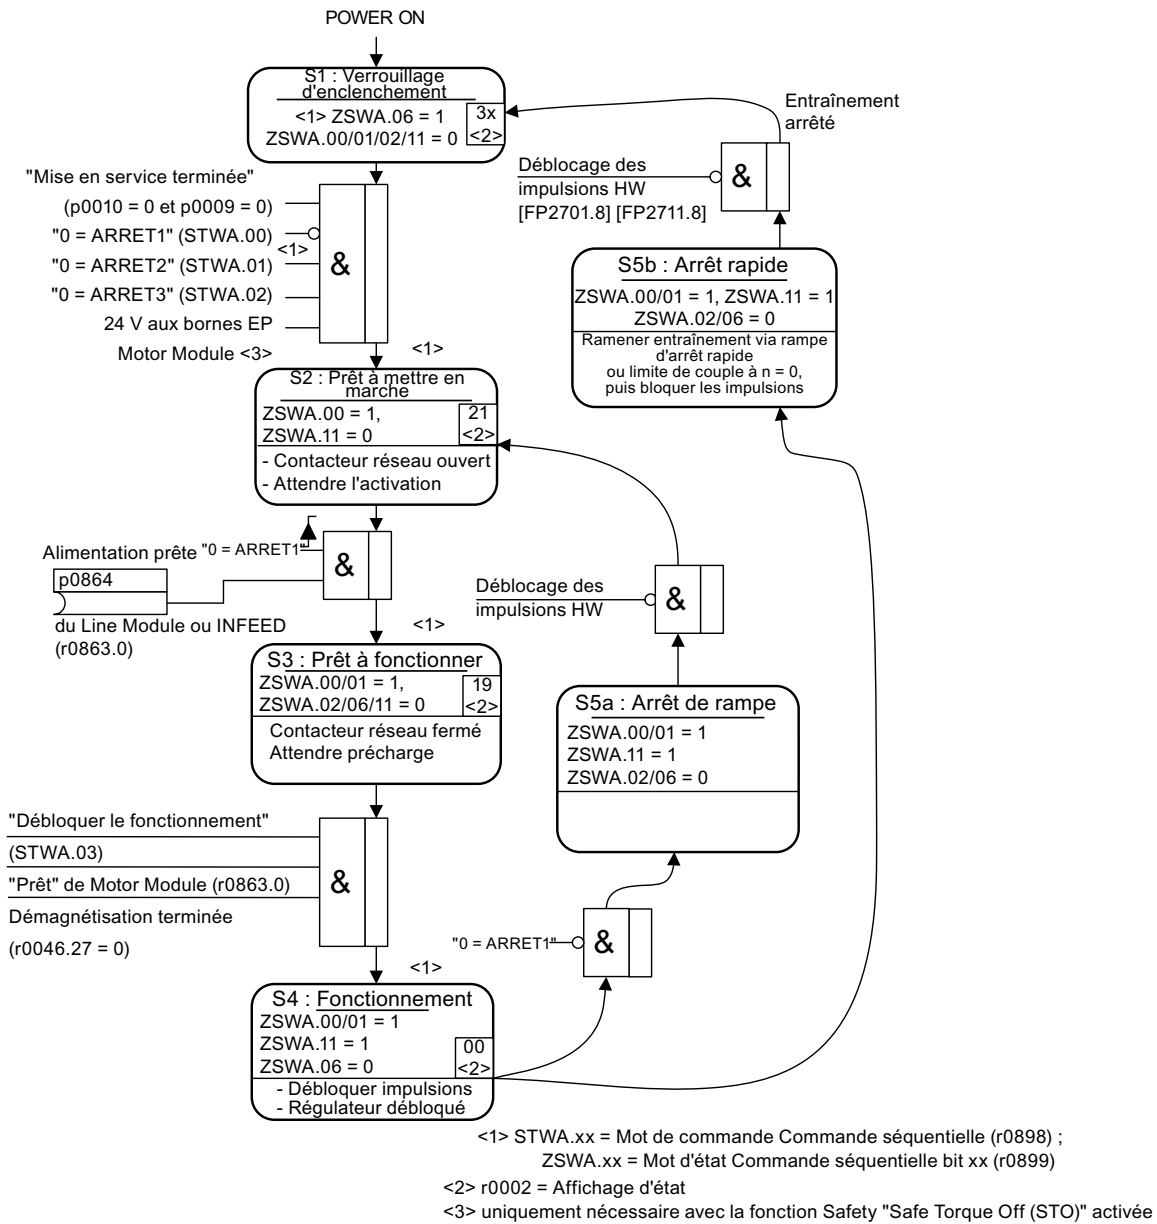 POWER ON
S1 : Verrouillage
d'enclenchement
<1> ZSWA.06 = 1
ZSWA.00/01/02/11 = 0
3x
<2>
Entraînement
arrêté
&
Déblocage des
impulsions HW
[FP2701.8] [FP2711.8]
"Mise en service terminée"
(p0010 = 0 et p0009 = 0)
"0 = ARRET1" (STWA.00)
<1>
"0 = ARRET2" (STWA.01)
"0 = ARRET3" (STWA.02)
24 V aux bornes EP
Motor Module <3>
&
<1>
S5b : Arrêt rapide
ZSWA.00/01 = 1, ZSWA.11 = 1
ZSWA.02/06 = 0
Ramener entraînement via rampe
d'arrêt rapide
ou limite de couple à n = 0,
puis bloquer les impulsions
S2 : Prêt à mettre en
marche
ZSWA.00 = 1,
ZSWA.11 = 0
21
<2>
- Contacteur réseau ouvert
- Attendre l'activation
Alimentation prête
"0 = ARRET1"
&
p0864
du Line Module ou INFEED
(r0863.0)
<1>
Déblocage des
impulsions HW
&
S3 : Prêt à fonctionner
ZSWA.00/01 = 1,
ZSWA.02/06/11 = 0
19
<2>
Contacteur réseau fermé
Attendre précharge
S5a : Arrêt de rampe
ZSWA.00/01 = 1
ZSWA.11 = 1
ZSWA.02/06 = 0
"Débloquer le fonctionnement"
(STWA.03)
"Prêt" de Motor Module (r0863.0)
Démagnétisation terminée
(r0046.27 = 0)
&
<1>
"0 = ARRET1"
&
S4 : Fonctionnement
ZSWA.00/01 = 1
ZSWA.11 = 1
ZSWA.06 = 0
00
<2>
- Débloquer impulsions
- Régulateur débloqué
<1> STWA.xx = Mot de commande Commande séquentielle (r0898) ;
ZSWA.xx = Mot d'état Commande séquentielle bit xx (r0899)
<2> r0002 = Affichage d'état
<3> uniquement nécessaire avec la fonction Safety "Safe Torque Off (STO)" activée